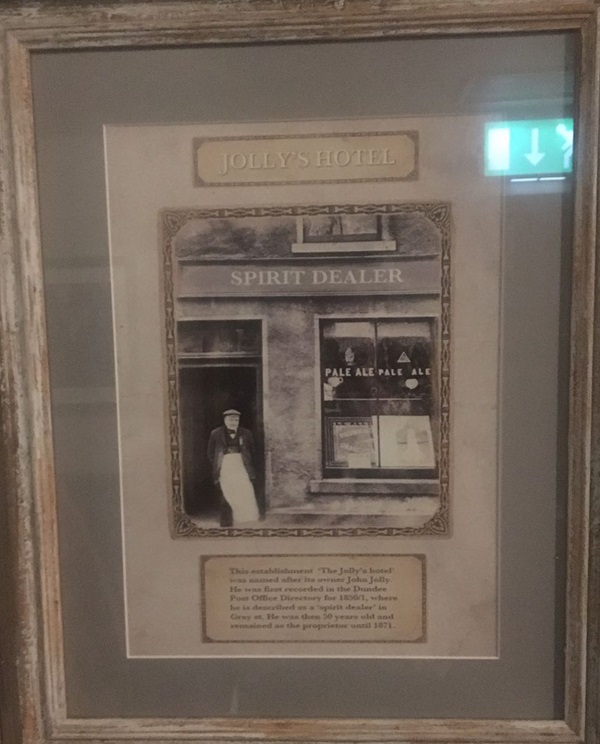 JOLLY'S HOTEL
SPIRIT DEALER
PALE ALE PALE ALE
This establishment 'The Jolly's hotel'
was named after its owner John Jolly.
He was first recorded in the Dundee
Post Office Directory for 1850/1, where
he is described as a 'spirit dealer' in
Gray st. He was then 50 years old and
remained as the proprietor until 1871.